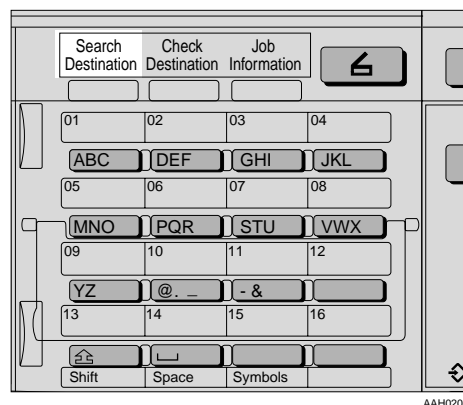 Search Destination
Check Destination
Job Information
01 02 03 04
ABC DEF GHI JKL
05 06 07 08
MNO PQR STU VWX
09 10 11 12
YZ @. _ - &
13 14 15 16
Shift Space Symbols
AAH020